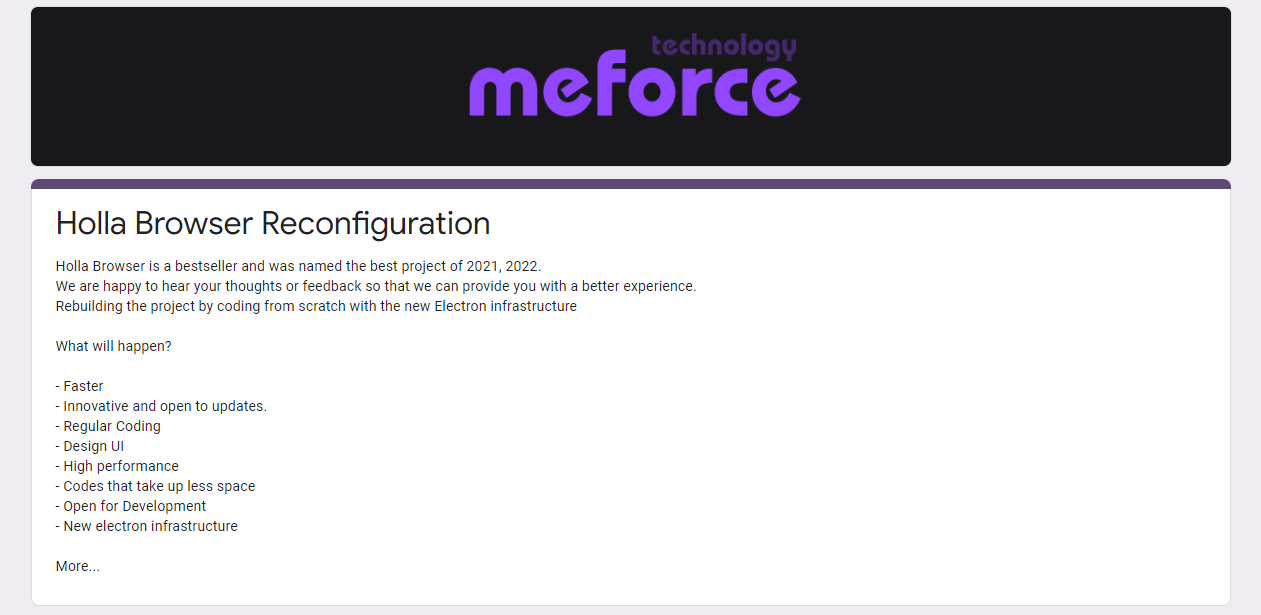 technology
meforce
Holla Browser Reconfiguration
Holla Browser is a bestseller and was named the best project of 2021, 2022.
We are happy to hear your thoughts or feedback so that we can provide you with a better experience.
Rebuilding the project by coding from scratch with the new Electron infrastructure
What will happen?
- Faster
- Innovative and open to updates.
- Regular Coding
- Design UI
- High performance
- Codes that take up less space
- Open for Development
- New electron infrastructure
More...